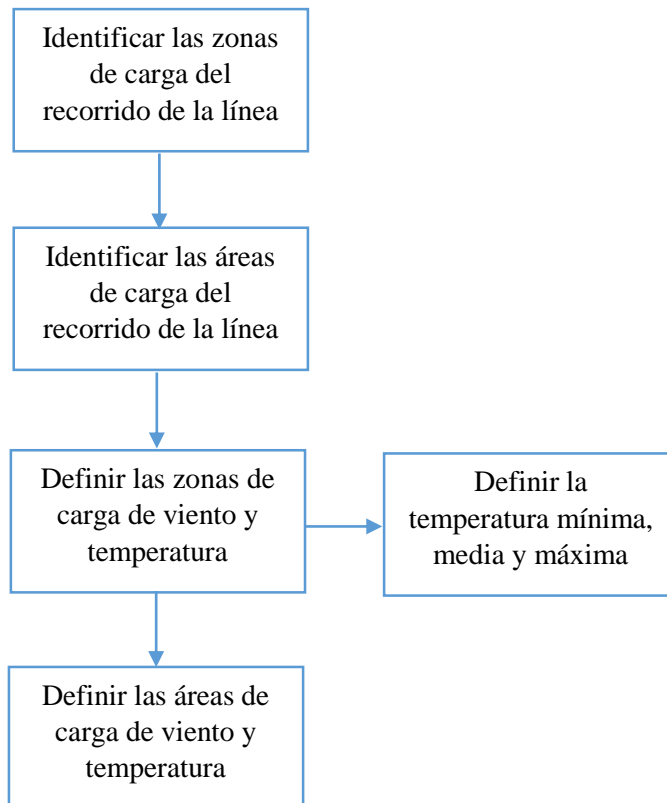 Identificar las zonas
de carga del
recorrido de la línea
Identificar las áreas
de carga del
recorrido de la línea
Definir las zonas de
carga de viento y
temperatura
Definir la
temperatura mínima,
media y máxima
Definir las áreas de
carga de viento y
temperatura